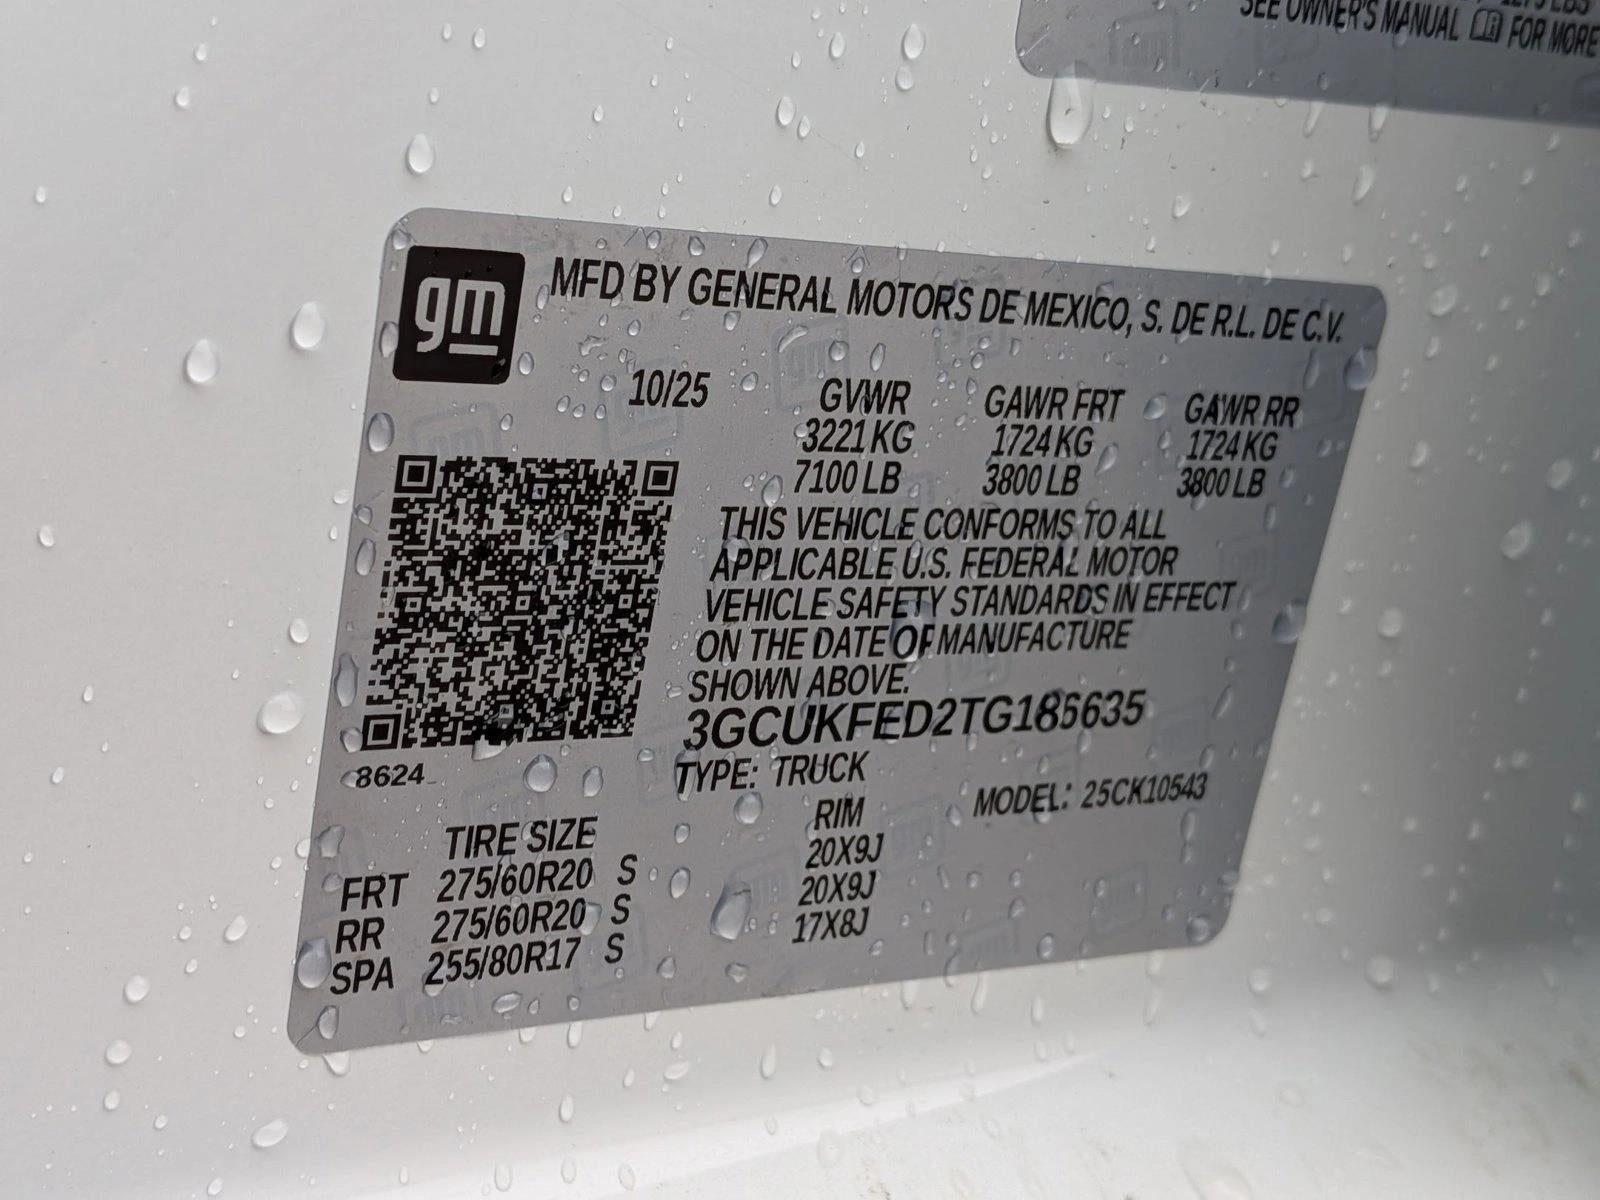 1279 LBS
SEE OWNER'S MANUAL FOR MORE
gm
MFD BY GENERAL MOTORS DE MEXICO, S. DE R.L. DE C.V.
10/25 GVWR GAWR FRT GAWR RR
3221 KG 1724 KG 1724 KG
7100 LB 3800 LB 3800 LB
THIS VEHICLE CONFORMS TO ALL
APPLICABLE U.S. FEDERAL MOTOR
VEHICLE SAFETY STANDARDS IN EFFECT
ON THE DATE OF MANUFACTURE
SHOWN ABOVE.
3GCUKFED2TG186635
8624
TYPE: TRUCK MODEL: 25CK10543
TIRE SIZE RIM
FRT 275/60R20 S 20X9J
RR 275/60R20 S 20X9J
SPA 255/80R17 S 17X8J